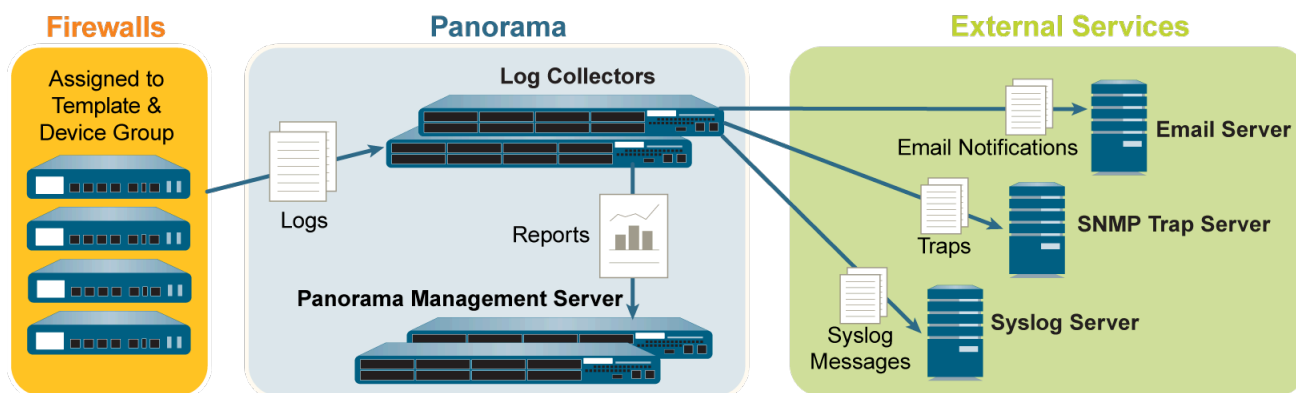 Firewalls
Assigned to
Template &
Device Group
Panorama
Log Collectors
Logs
Reports
Panorama Management Server
External Services
Email Notifications
Email Server
Traps
SNMP Trap Server
Syslog
Messages
Syslog Server